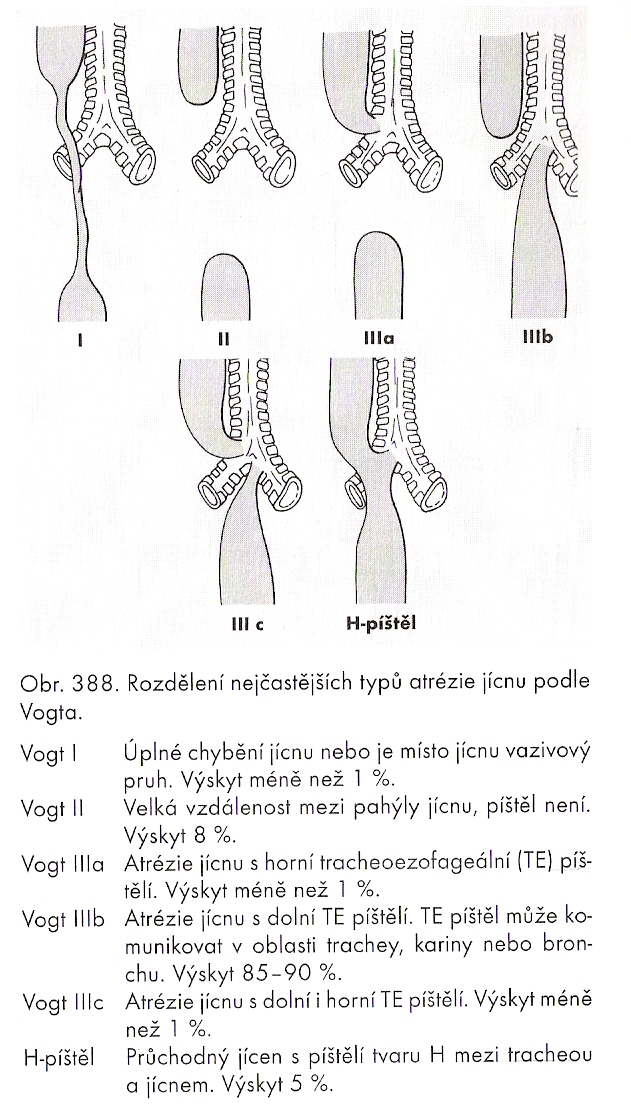 I II IIIa IIIb
III c H-píštěl
Obr. 388. Rozdělení nejčastějších typů atrézie jícnu podle
Vogta.
Vogt I Úplné chybění jícnu nebo je místo jícnu vazivový
pruh. Výskyt méně než 1 %.
Vogt II Velká vzdálenost mezi pahýly jícnu, píštěl není.
Výskyt 8 %.
Vogt IIIa Atrézie jícnu s horní tracheoezofageální (TE) píš-
tělí. Výskyt méně než 1 %.
Vogt IIIb Atrézie jícnu s dolní TE píštělí. TE píštěl může ko-
munikovat v oblasti trachey, kariny nebo bron-
chu. Výskyt 85–90 %.
Vogt IIIc Atrézie jícnu s dolní i horní TE píštělí. Výskyt méně
než 1 %.
H-píštěl Průchodný jícen s píštělí tvaru H mezi tracheou
a jícnem. Výskyt 5 %.